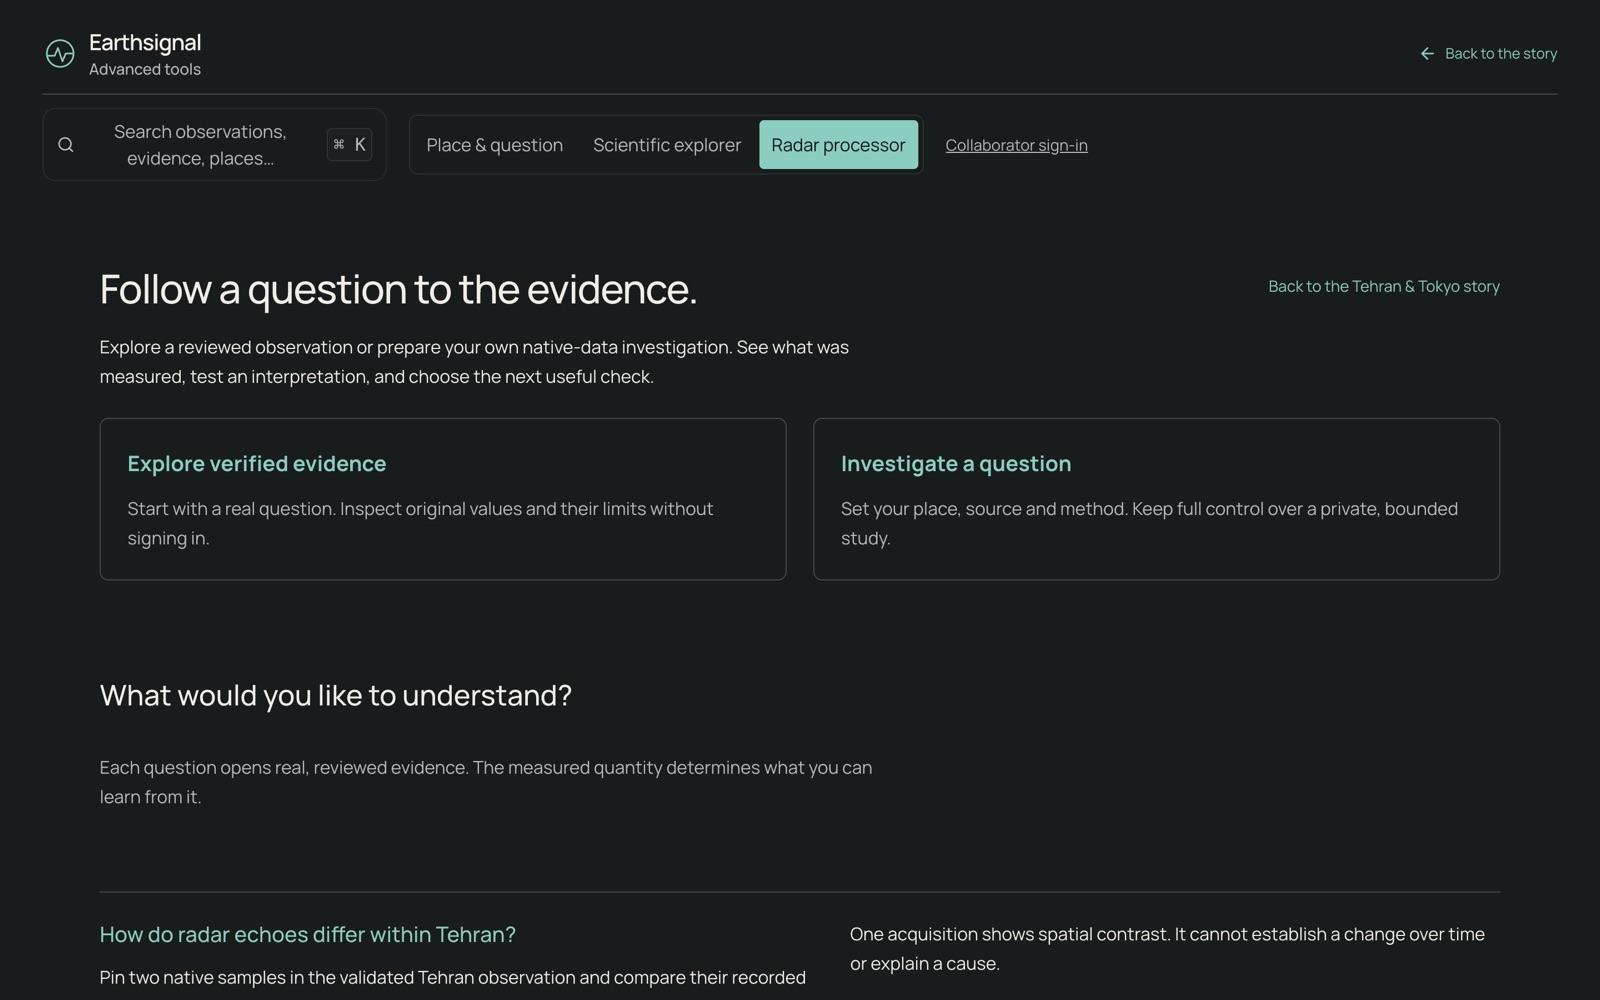 Earthsignal
Advanced tools
Back to the story
Search observations,
evidence, places...
⌘ K
Place & question
Scientific explorer
Radar processor
Collaborator sign-in
Follow a question to the evidence.
Back to the Tehran & Tokyo story
Explore a reviewed observation or prepare your own native-data investigation. See what was
measured, test an interpretation, and choose the next useful check.
Explore verified evidence
Start with a real question. Inspect original values and their limits without
signing in.
Investigate a question
Set your place, source and method. Keep full control over a private, bounded
study.
What would you like to understand?
Each question opens real, reviewed evidence. The measured quantity determines what you can
learn from it.
How do radar echoes differ within Tehran?
Pin two native samples in the validated Tehran observation and compare their recorded
One acquisition shows spatial contrast. It cannot establish a change over time
or explain a cause.